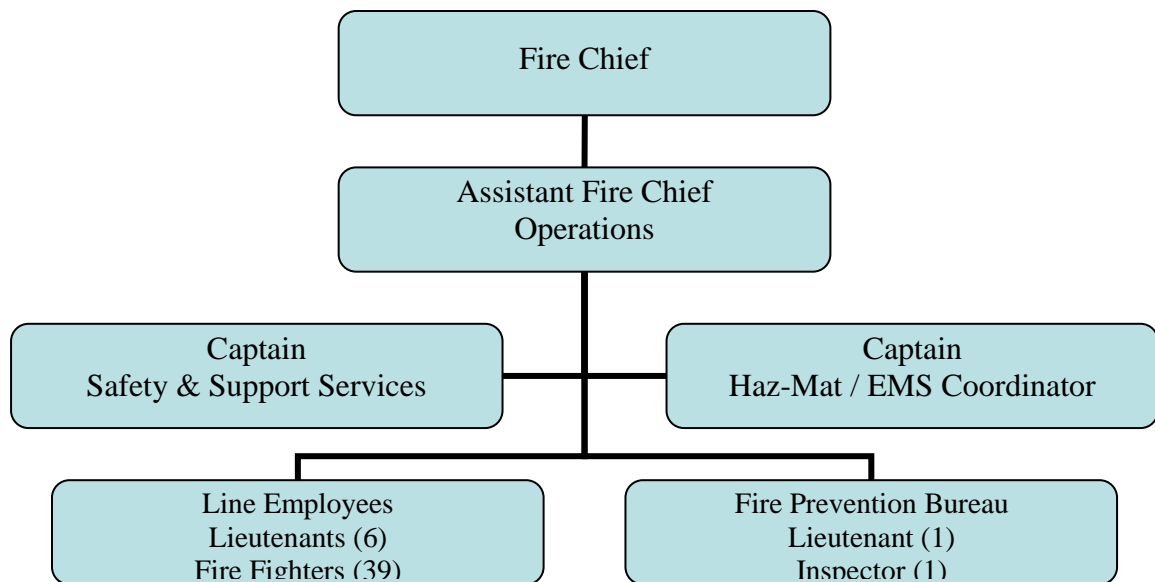 Fire Chief
Assistant Fire Chief
Operations
Captain
Safety & Support Services
Captain
Haz-Mat / EMS Coordinator
Line Employees
Lieutenants (6)
Fire Fighters (39)
Fire Prevention Bureau
Lieutenant (1)
Inspector (1)